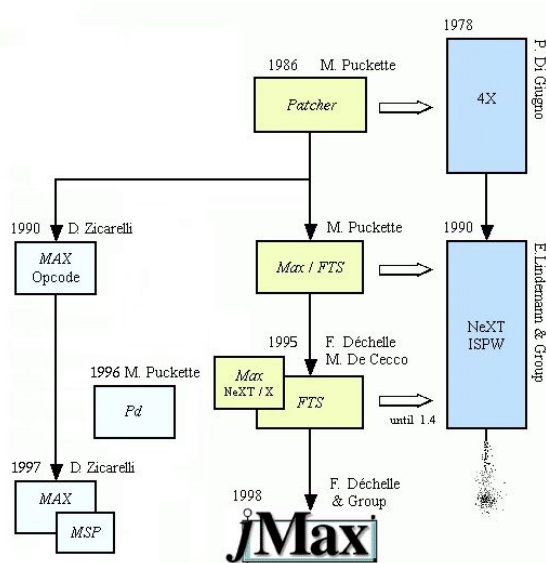 1978
P. Di Giugno
1986 M. Puckette
Patcher
4X
1990 D. Zicarelli
MAX
Opcode
M. Puckette
Max / FTS
1990
E.Lindemann & Group
NeXT
ISPW
1995 F. Déchelle
M. De Cecco
Max
NeXT / X
FTS
until 1.4
1996 M. Puckette
Pd
1997 D. Zicarelli
MAX
MSP
F. Déchelle
& Group
1998
jMax